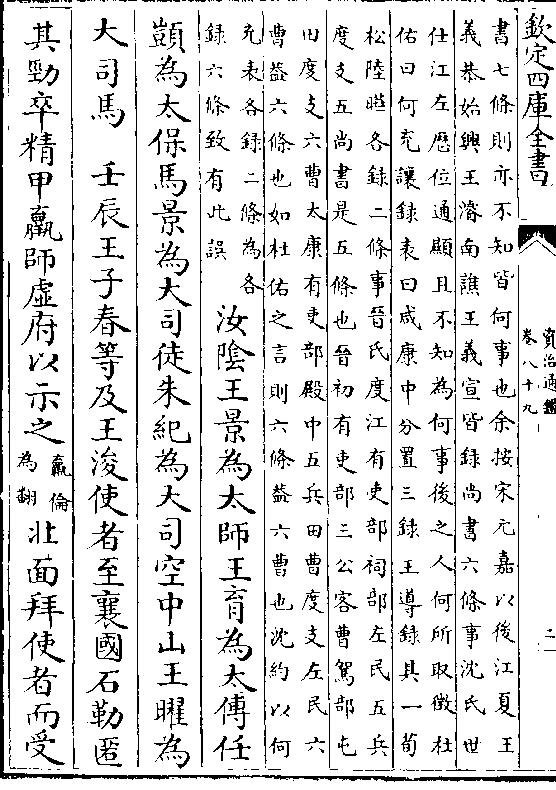 欽定四庫全書
資治通鑑
卷八十九
二
書七條則亦不知皆何事也余按宋元嘉以後江夏王
義恭始興王濬南譙王義宣皆錄尚書六條事沈氏世
仕江左歷位通顯且不知為何事後之人何所取徵杜
佑曰何充讓錄表曰咸康中分置三錄王導錄其一荀
松陸曄各錄二條事晉氏度江有吏部祠部左民五兵
度支五尚書是五條也晉初有吏部三公客曹駕部屯
田度支六曹太康有吏部殿中五兵田曹度支左民六
曹葢六條也如杜佑之言則六條葢六曹也沈約以何
充表各錄二條為各
錄六條致有此誤
汝陰王景為太師王育為太傅任
顗為太保馬景為大司徒朱紀為大司空中山王曜為
大司馬 壬辰王子春等及王浚使者至襄國石勒匿
其勁卒精甲羸師虛府以示之
羸倫
為翻
北面拜使者而受